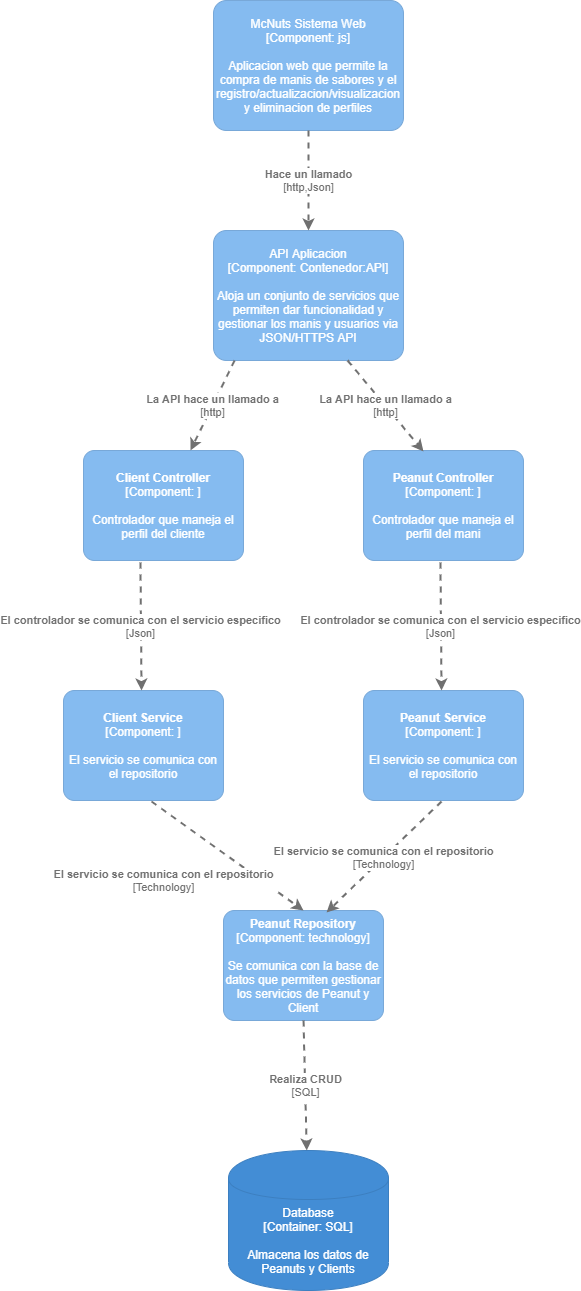 McNuts Sistema Web
[Component: js]
Aplicacion web que permite la
compra de manis de sabores y el
registro/actualizacion/visualizacion
y eliminacion de perfiles
Hace un llamado
[http,Json]
API Aplicacion
[Component: Contenedor:API]
Aloja un conjunto de servicios que
permiten dar funcionalidad y
gestionar los manis y usuarios via
JSON/HTTPS API
La API hace un llamado a
[http]
La API hace un llamado a
[http]
Client Controller
[Component: ]
Controlador que maneja el
perfil del cliente
Peanut Controller
[Component: ]
Controlador que maneja el
perfil del mani
El controlador se comunica con el servicio especifico
[Json]
El controlador se comunica con el servicio especifico
[Json]
Client Service
[Component: ]
El servicio se comunica con
el repositorio
Peanut Service
[Component: ]
El servicio se comunica con
el repositorio
El servicio se comunica con el repositorio
[Technology]
El servicio se comunica con el repositorio
[Technology]
Peanut Repository
[Component: technology]
Se comunica con la base de
datos que permiten gestionar
los servicios de Peanut y
Client
Realiza CRUD
[SQL]
Database
[Container: SQL]
Almacena los datos de
Peanuts y Clients